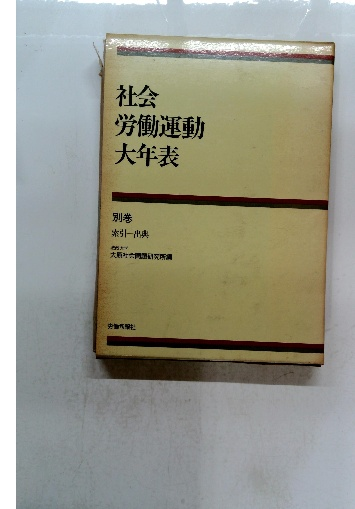 社会
労働運動
大年表
別巻
索引＋出典
法政大学
大原社会問題研究所編
労働旬報社